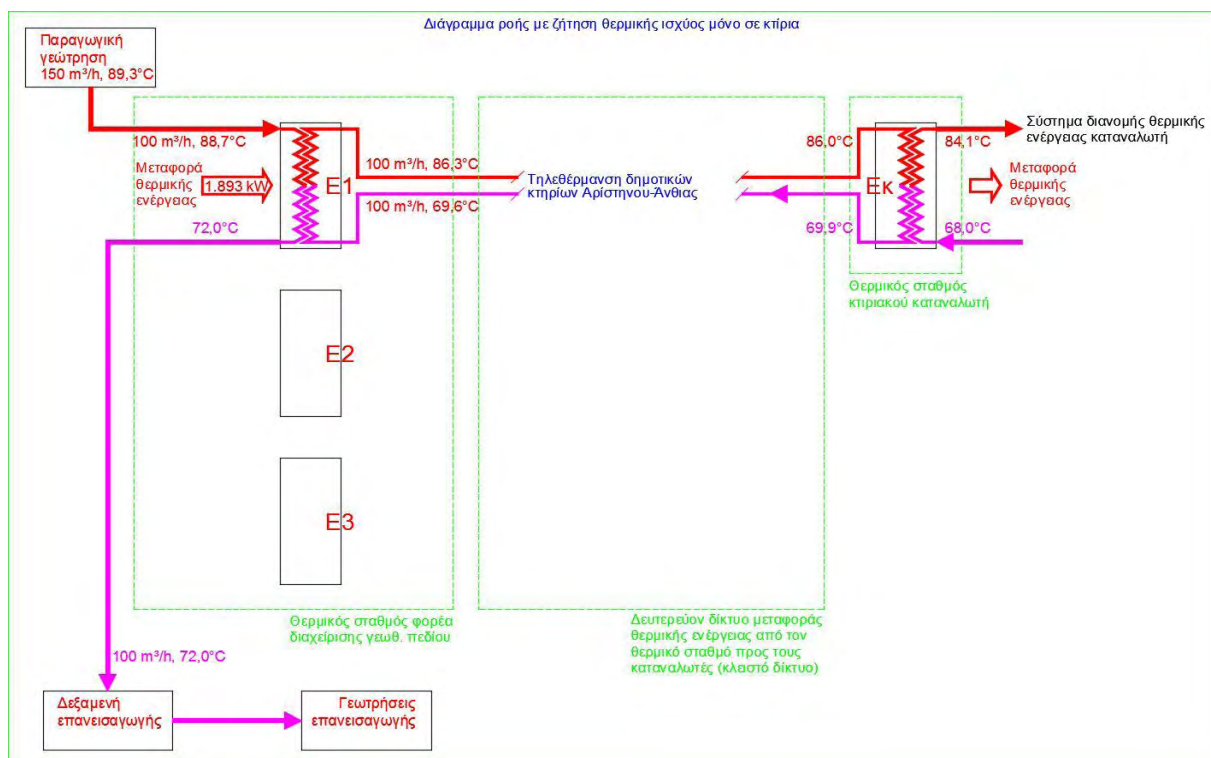 Διάγραμμα ροής με ζήτηση θερμικής ισχύος μόνο σε κτίρια
Παραγωγική
γεώτρηση
150 m³/h, 89,3°C
100 m³/h, 88,7°C
Μεταφορά
θερμικής
ενέργειας
1.893 kW
E1
72,0°C
100 m³/h, 86,3°C
100 m³/h, 69,6°C
Τηλεθέρμανση δημοτικών
κτηρίων Αρίστηνου-Άνθιας
86,0°C
Εκ
69,9°C
84,1°C
68,0°C
Σύστημα διανομής θερμικής
ενέργειας καταναλωτή
Μεταφορά
θερμικής
ενέργειας
Θερμικός σταθμός
κτιριακού καταναλωτή
E2
E3
Θερμικός σταθμός φορέα
διαχείρισης γεωθ. πεδίου
Δευτερεύον δίκτυο μεταφοράς
θερμικής ενέργειας από τον
θερμικό σταθμό προς τους
καταναλωτές (κλειστό δίκτυο)
100 m³/h, 72,0°C
Δεξαμενή
επανεισαγωγής
Γεωτρήσεις
επανεισαγωγής